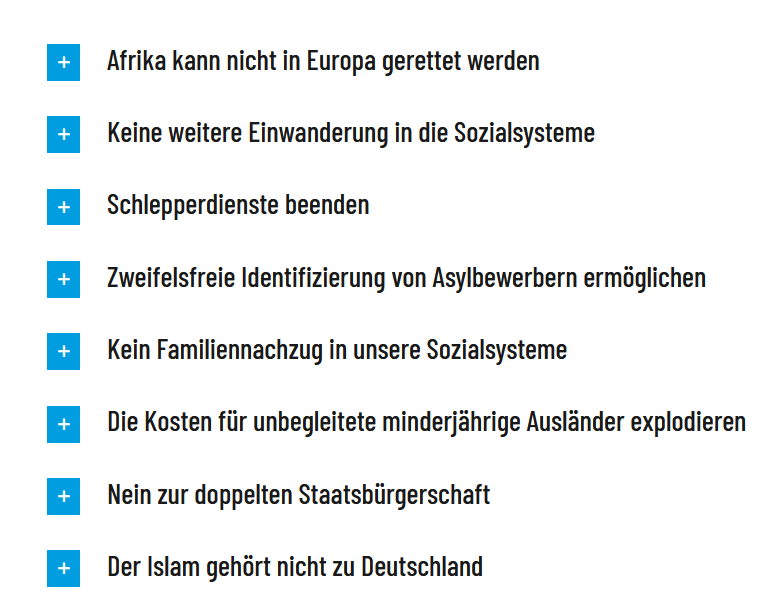 + Afrika kann nicht in Europa gerettet werden
+ Keine weitere Einwanderung in die Sozialsysteme
+ Schlepperdienste beenden
+ Zweifelsfreie Identifizierung von Asylbewerbern ermöglichen
+ Kein Familiennachzug in unsere Sozialsysteme
+ Die Kosten für unbegleitete minderjährige Ausländer explodieren
+ Nein zur doppelten Staatsbürgerschaft
+ Der Islam gehört nicht zu Deutschland